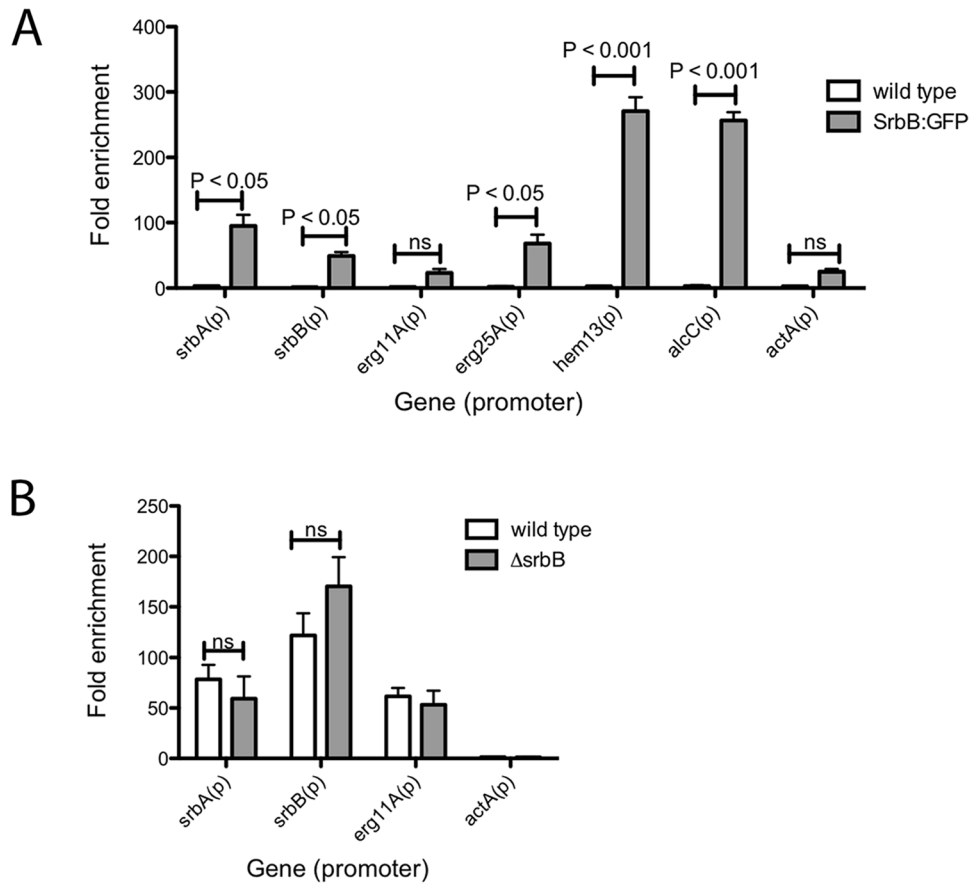 A
Fold enrichment
400
300
200
100
0
P < 0.05
P < 0.05
ns
P < 0.05
P < 0.001
P < 0.001
ns
wild type
SrbB:GFP
srbA(p)
srbB(p)
erg11A(p)
erg25A(p)
hem13(p)
alcC(p)
actA(p)
Gene (promoter)
B
Fold enrichment
250
200
150
100
50
0
ns
ns
wild type
ΔsrbB
srbA(p)
srbB(p)
erg11A(p)
actA(p)
Gene (promoter)